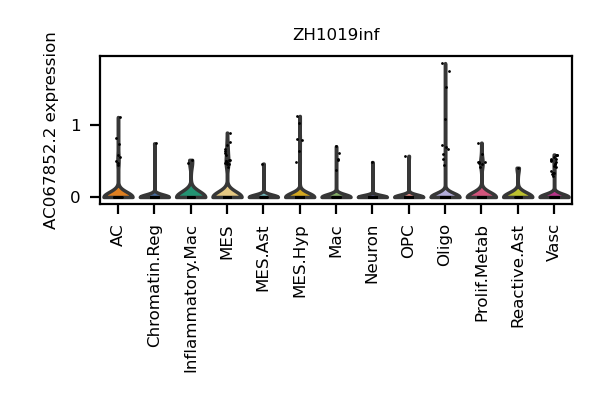 ZH1019inf
AC067852.2 expression
1
0
AC
Chromatin.Reg
Inflammatory.Mac
MES
MES.Ast
MES.Hyp
Mac
Neuron
OPC
Oligo
Prolif.Metab
Reactive.Ast
Vasc